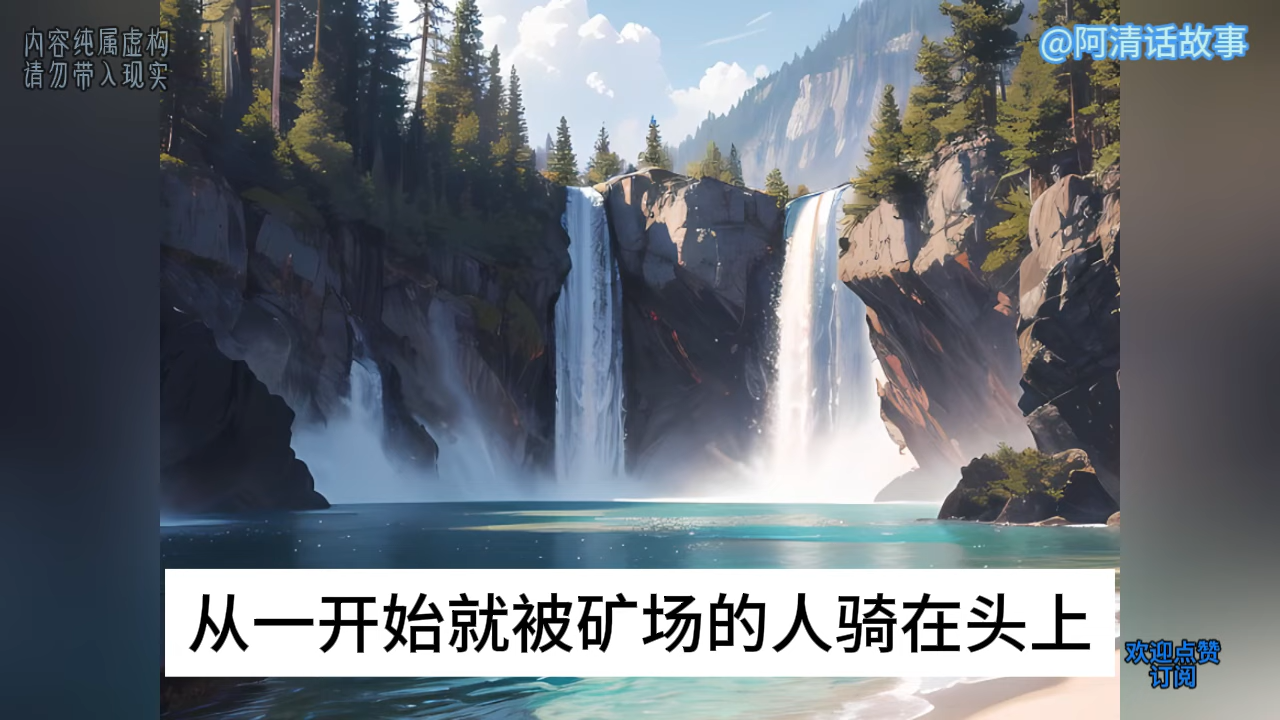 内容纯属虚构
请勿带入现实
@阿清话故事
从一开始就被矿场的人骑在头上
欢迎点赞
订阅